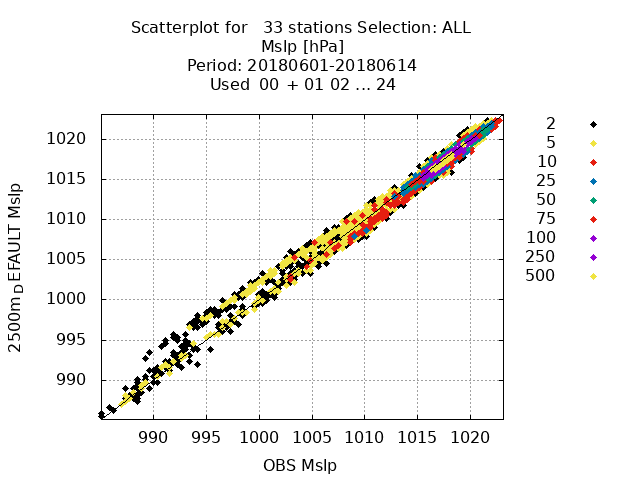 Scatterplot for   33 stations Selection: ALL
Mslp [hPa]
Period: 20180601-20180614
Used  00 + 01 02 ... 24
2500m DEFAULT Mslp
1020
1015
1010
1005
1000
995
990
990 995 1000 1005 1010 1015 1020
OBS Mslp
2
5
10
25
50
75
100
250
500